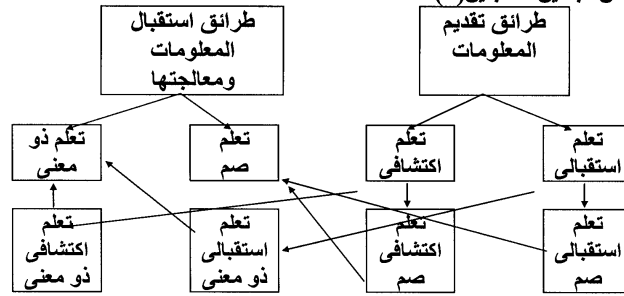 طرائق تقديم
المعلومات
طرائق استقبال
المعلومات
ومعالجتها
تعلم
استقبالى
تعلم
اكتشافى
تعلم
صم
تعلم ذو
معنى
تعلم
استقبالى
صم
تعلم
اكتشافى
صم
تعلم
استقبالى
ذو معنى
تعلم
اكتشافى
ذو معنى